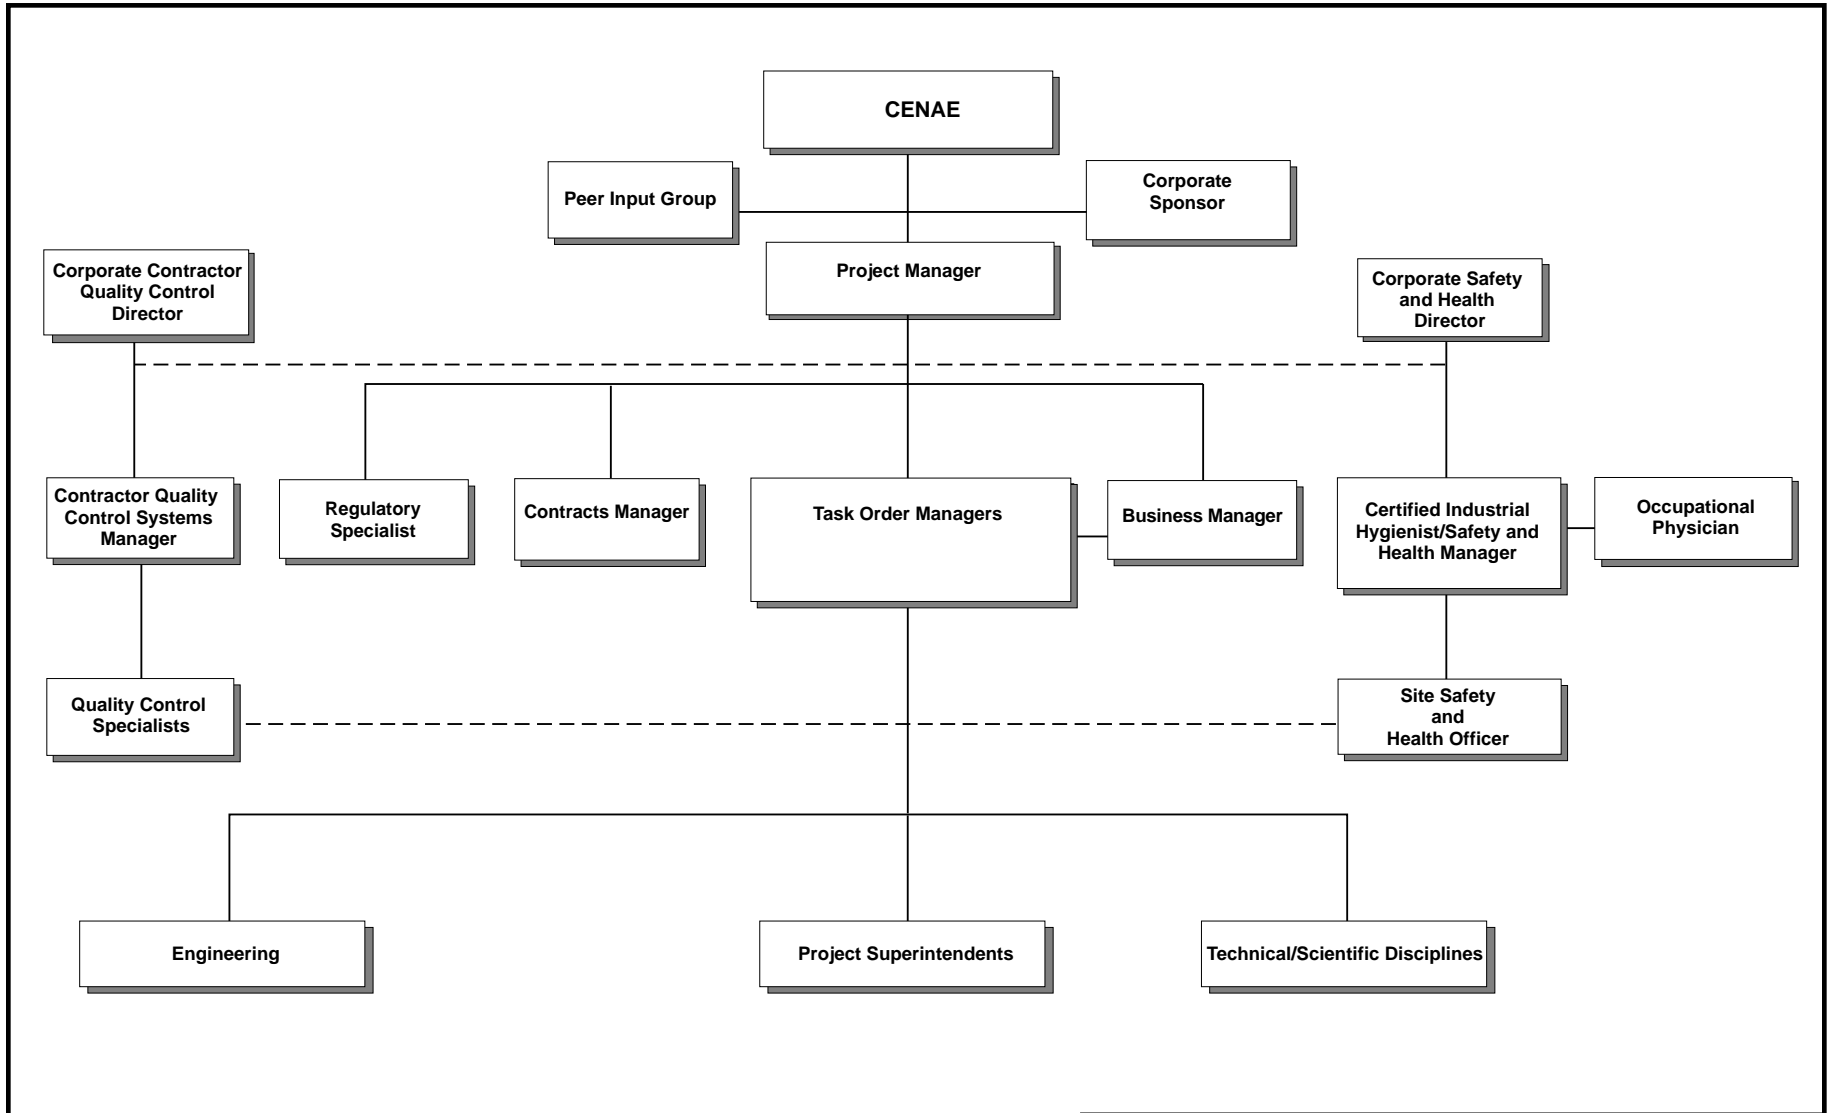 CENAE
Peer Input Group
Corporate
Sponsor
Corporate Contractor
Quality Control
Director
Project Manager
Corporate Safety
and Health
Director
Contractor Quality
Control Systems
Manager
Regulatory
Specialist
Contracts Manager
Task Order Managers
Business Manager
Certified Industrial
Hygienist/Safety and
Health Manager
Occupational
Physician
Quality Control
Specialists
Site Safety
and
Health Officer
Engineering
Project Superintendents
Technical/Scientific Disciplines